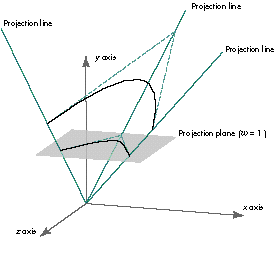 Projection line
Projection line
Projection line
y axis
Projection plane (w = 1)
x axis
z axis